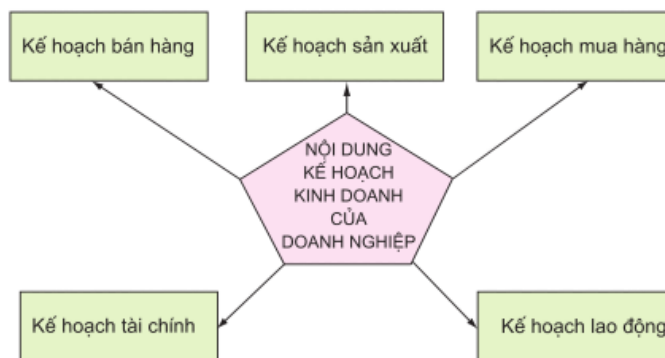 Kế hoạch bán hàng
Kế hoạch sản xuất
Kế hoạch mua hàng
NỘI DUNG
KẾ HOẠCH
KINH DOANH
CỦA
DOANH NGHIỆP
Kế hoạch tài chính
Kế hoạch lao động